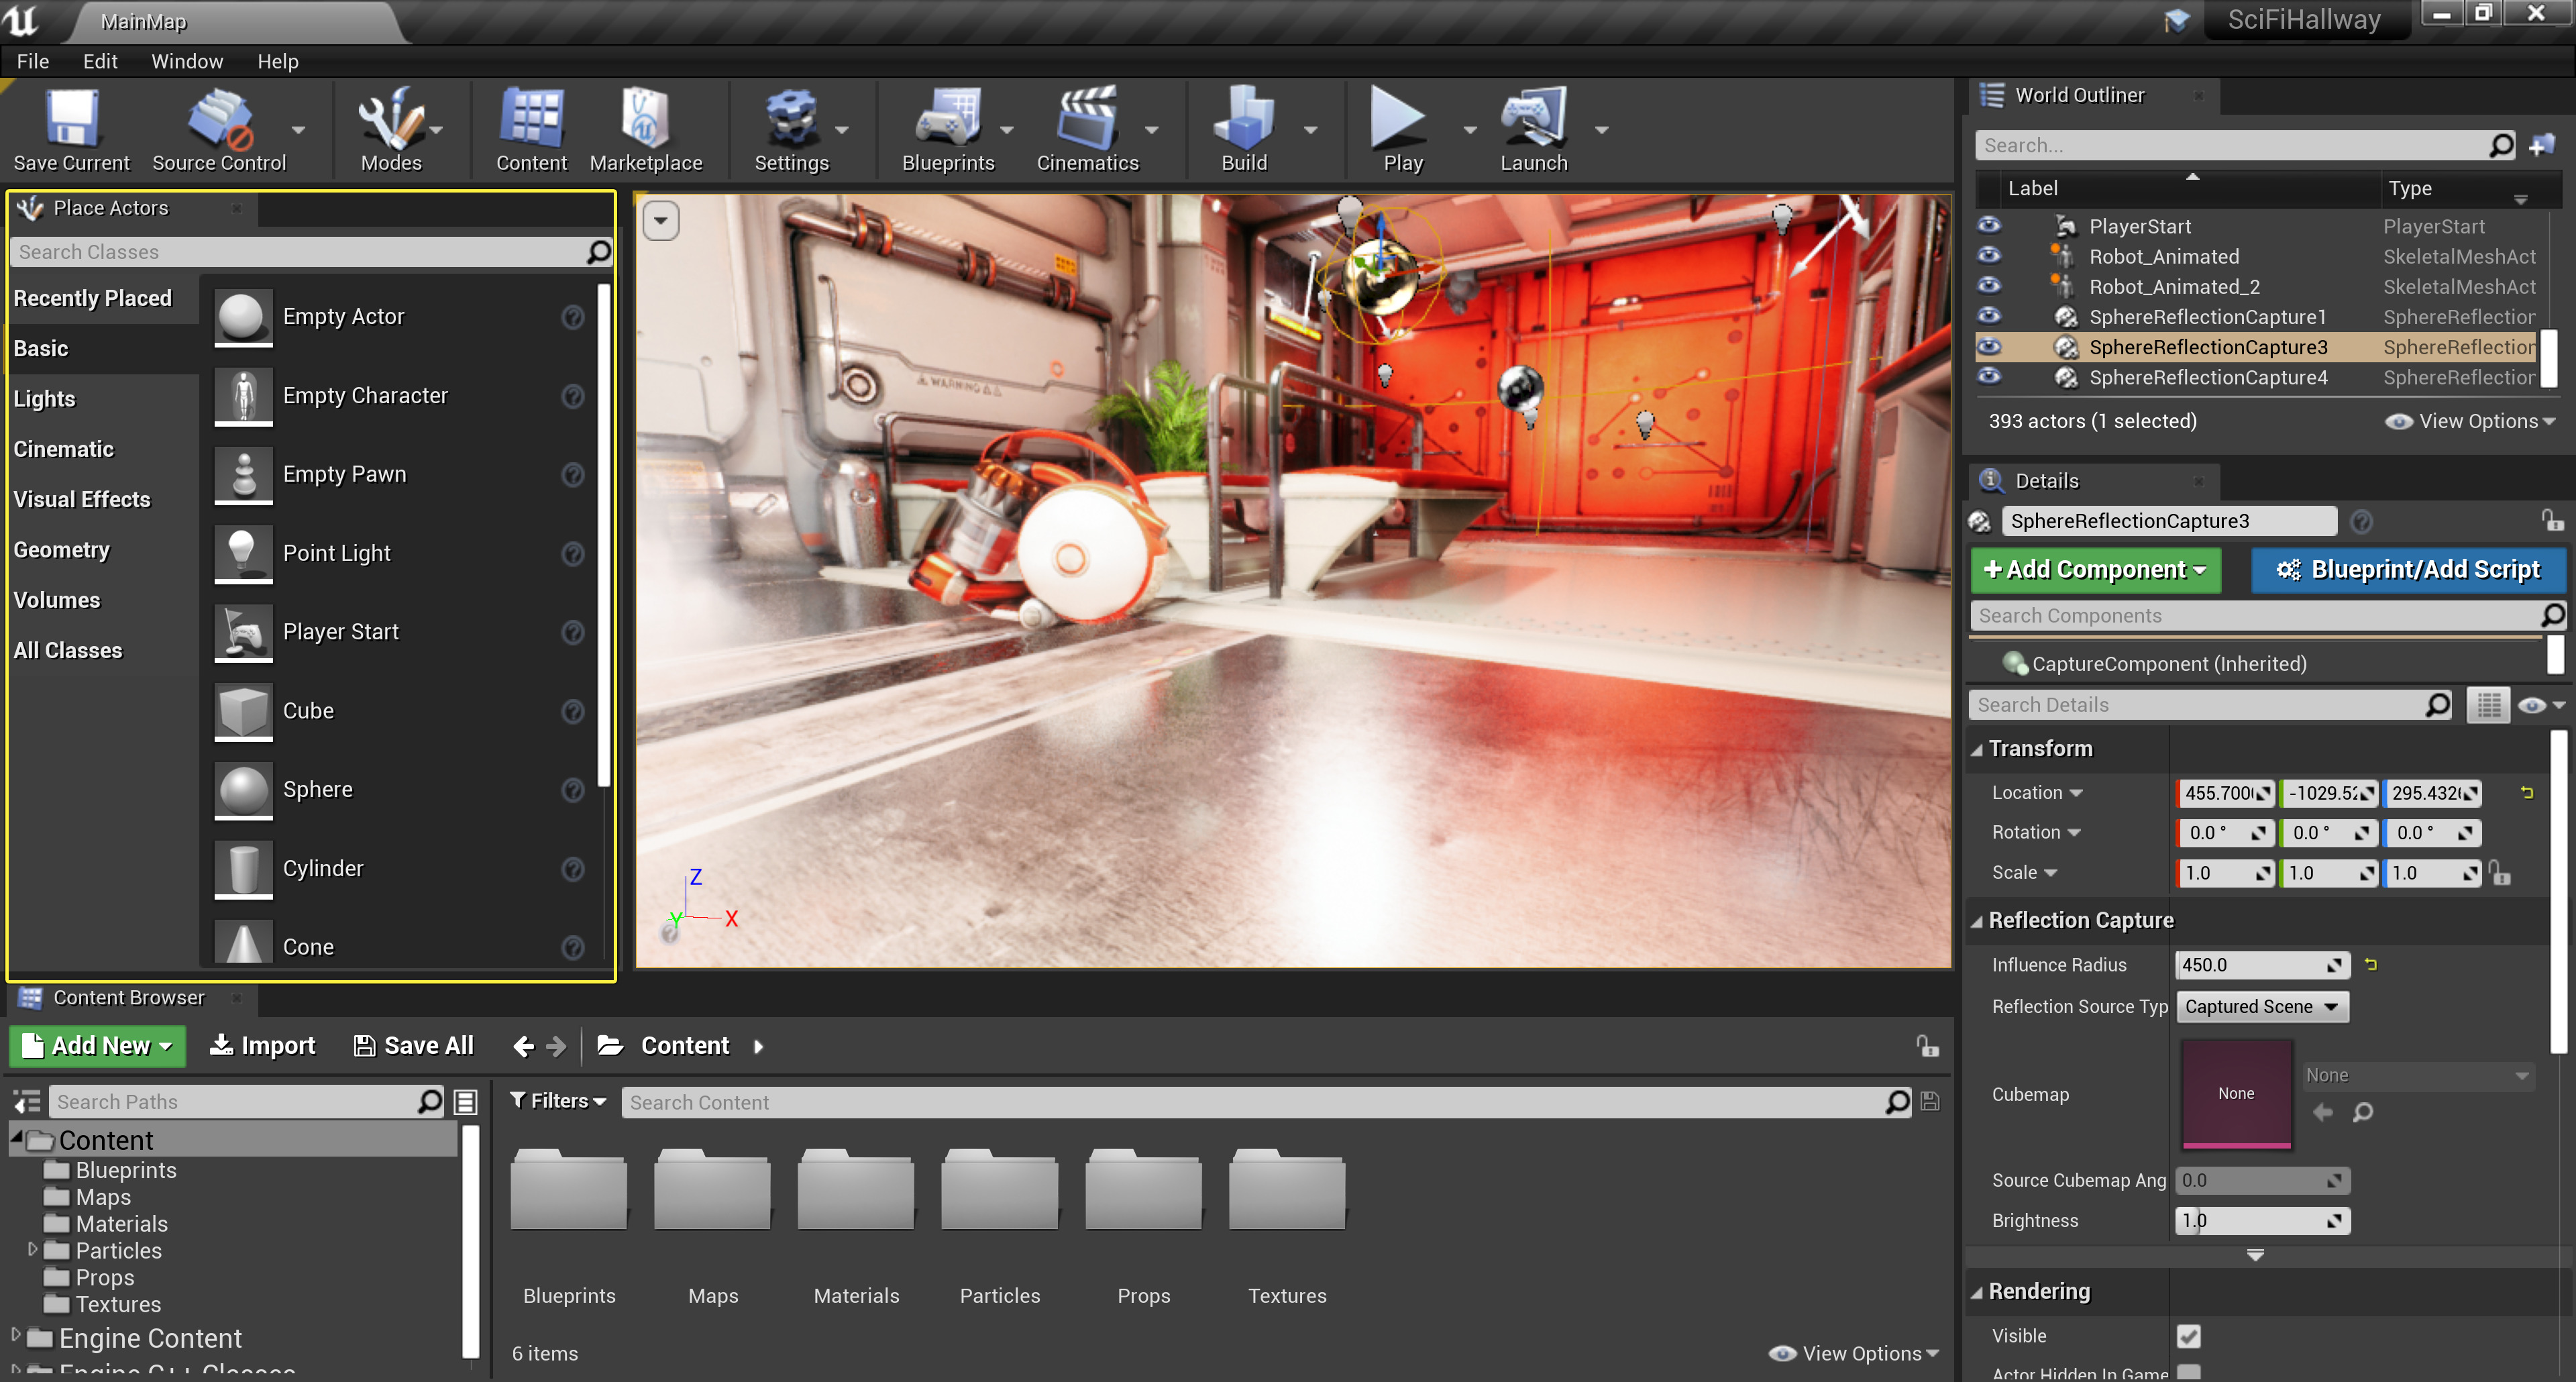 MainMap
SciFiHallway
File Edit Window Help
Save Current Source Control Modes Content Marketplace Settings Blueprints Cinematics Build Play Launch
Place Actors
Search Classes
Recently Placed
Basic
Lights
Cinematic
Visual Effects
Geometry
Volumes
All Classes
Empty Actor
Empty Character
Empty Pawn
Point Light
Player Start
Cube
Sphere
Cylinder
Cone
WARNING
Z
Y X
World Outliner
Search...
Label Type
PlayerStart PlayerStart
Robot_Animated SkeletalMeshAct
Robot_Animated_2 SkeletalMeshAct
SphereReflectionCapture1 SphereReflection
SphereReflectionCapture3 SphereReflection
SphereReflectionCapture4 SphereReflection
393 actors (1 selected) View Options
Details
SphereReflectionCapture3
+Add Component Blueprint/Add Script
Search Components
CaptureComponent (Inherited)
Search Details
Transform
Location 455.700 -1029.52 295.432
Rotation 0.0 ° 0.0 ° 0.0 °
Scale 1.0 1.0 1.0
Reflection Capture
Influence Radius 450.0
Reflection Source Typ Captured Scene
Cubemap None None
Source Cubemap Ang 0.0
Brightness 1.0
Rendering
Visible
Actor Hidden In Game
Content Browser
Add New Import Save All Content
Search Paths
Filters Search Content
Content
Blueprints
Maps
Materials
Particles
Props
Textures
Engine Content
Engine C++ Classes
Blueprints Maps Materials Particles Props Textures
6 items View Options